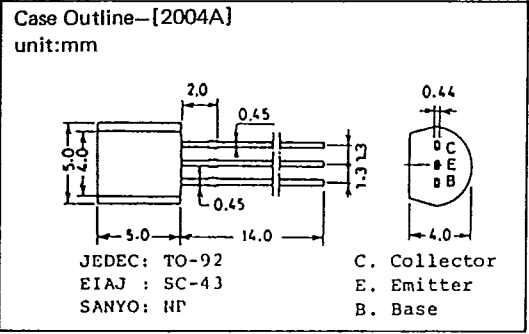 Case Outline—[2004A]
unit:mm
2.0
0.45
0.44
5.0
4.0
1.3
1.3
C
E
B
0.45
5.0
14.0
4.0
JEDEC: TO-92
EIAJ : SC-43
SANYO: NP
C. Collector
E. Emitter
B. Base